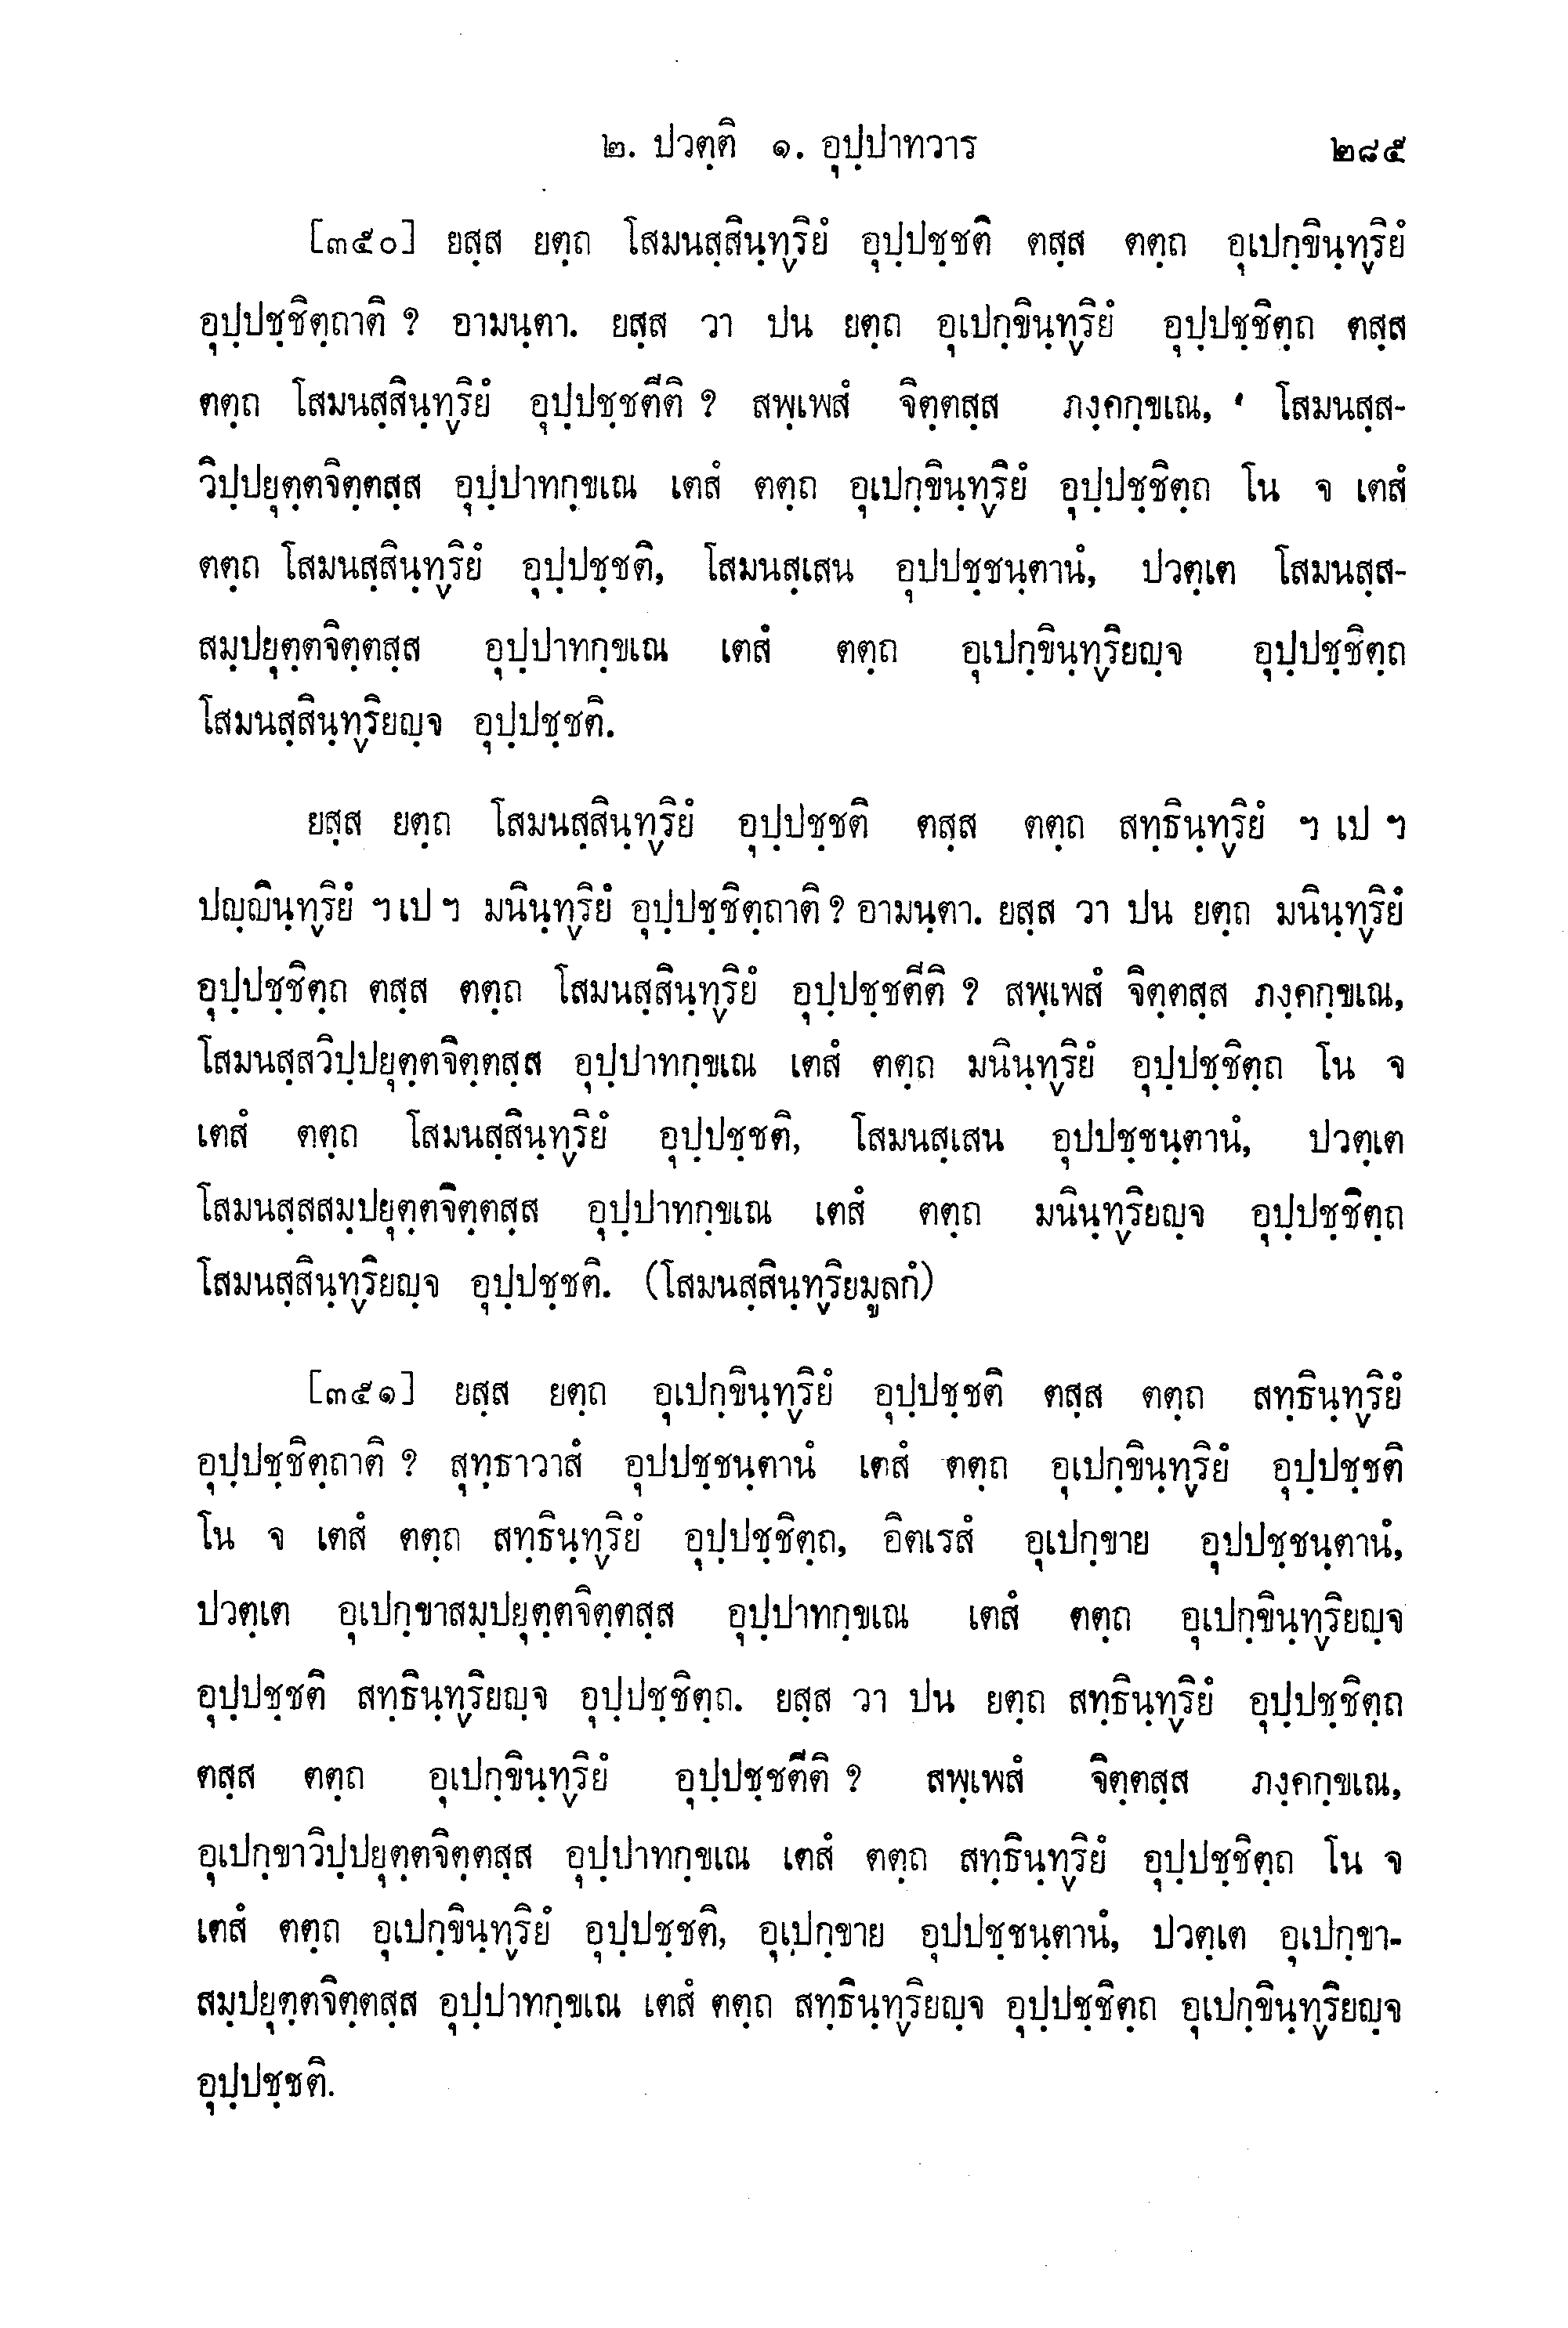 ๒. ปวตฺติ ๑. อุปฺปาทวาร ๒๘๕
[๓๕๐] ยสฺส ยตฺถ โสมนสฺสินฺทฺริยํ อุปฺปชฺชติ ตสฺส ตตฺถ อุเปกฺขินฺทฺริยํ
อุปฺปชฺชิตฺถาติ ? อามนฺตา. ยสฺส วา ปน ยตฺถ อุเปกฺขินฺทฺริยํ อุปฺปชฺชิตฺถ ตสฺส
ตตฺถ โสมนสฺสินฺทฺริยํ อุปฺปชฺชตีติ ? สพฺเพสํ จิตฺตสฺส ภงฺคกฺขเณ, โสมนสฺส-
วิปฺปยุตฺตจิตฺตสฺส อุปฺปาทกฺขเณ เตสํ ตตฺถ อุเปกฺขินฺทฺริยํ อุปฺปชฺชิตฺถ โน จ เตสํ
ตตฺถ โสมนสฺสินฺทฺริยํ อุปฺปชฺชติ, โสมนสฺเสน อุปปชฺชนฺตานํ, ปวตฺเต โสมนสฺส-
สมฺปยุตฺตจิตฺตสฺส อุปฺปาทกฺขเณ เตสํ ตตฺถ อุเปกฺขินฺทฺริยญฺจ อุปฺปชฺชิตฺถ
โสมนสฺสินฺทฺริยญฺจ อุปฺปชฺชติ.
ยสฺส ยตฺถ โสมนสฺสินฺทฺริยํ อุปฺปชฺชติ ตสฺส ตตฺถ สทฺธินฺทฺริยํ ฯ เป ฯ
ปญฺญินฺทฺริยํ ฯ เป ฯ มนินฺทฺริยํ อุปฺปชฺชิตฺถาติ ? อามนฺตา. ยสฺส วา ปน ยตฺถ มนินฺทฺริยํ
อุปฺปชฺชิตฺถ ตสฺส ตตฺถ โสมนสฺสินฺทฺริยํ อุปฺปชฺชตีติ ? สพฺเพสํ จิตฺตสฺส ภงฺคกฺขเณ,
โสมนสฺสวิปฺปยุตฺตจิตฺตสฺส อุปฺปาทกฺขเณ เตสํ ตตฺถ มนินฺทฺริยํ อุปฺปชฺชิตฺถ โน จ
เตสํ ตตฺถ โสมนสฺสินฺทฺริยํ อุปฺปชฺชติ, โสมนสฺเสน อุปปชฺชนฺตานํ, ปวตฺเต
โสมนสฺสสมฺปยุตฺตจิตฺตสฺส อุปฺปาทกฺขเณ เตสํ ตตฺถ มนินฺทฺริยญฺจ อุปฺปชฺชิตฺถ
โสมนสฺสินฺทฺริยญฺจ อุปฺปชฺชติ. (โสมนสฺสินฺทฺริยมูลกํ)
[๓๕๑] ยสฺส ยตฺถ อุเปกฺขินฺทฺริยํ อุปฺปชฺชติ ตสฺส ตตฺถ สทฺธินฺทฺริยํ
อุปฺปชฺชิตฺถาติ ? สุทฺธาวาสํ อุปปชฺชนฺตานํ เตสํ ตตฺถ อุเปกฺขินฺทฺริยํ อุปฺปชฺชติ
โน จ เตสํ ตตฺถ สทฺธินฺทฺริยํ อุปฺปชฺชิตฺถ, อิตเรสํ อุเปกฺขาย อุปปชฺชนฺตานํ,
ปวตฺเต อุเปกฺขาสมฺปยุตฺตจิตฺตสฺส อุปฺปาทกฺขเณ เตสํ ตตฺถ อุเปกฺขินฺทฺริยญฺจ
อุปฺปชฺชติ สทฺธินฺทฺริยญฺจ อุปฺปชฺชิตฺถ. ยสฺส วา ปน ยตฺถ สทฺธินฺทฺริยํ อุปฺปชฺชิตฺถ
ตสฺส ตตฺถ อุเปกฺขินฺทฺริยํ อุปฺปชฺชตีติ ? สพฺเพสํ จิตฺตสฺส ภงฺคกฺขเณ,
อุเปกฺขาวิปฺปยุตฺตจิตฺตสฺส อุปฺปาทกฺขเณ เตสํ ตตฺถ สทฺธินฺทฺริยํ อุปฺปชฺชิตฺถ โน จ
เตสํ ตตฺถ อุเปกฺขินฺทฺริยํ อุปฺปชฺชติ, อุเปกฺขาย อุปปชฺชนฺตานํ, ปวตฺเต อุเปกฺขา-
สมฺปยุตฺตจิตฺตสฺส อุปฺปาทกฺขเณ เตสํ ตตฺถ สทฺธินฺทฺริยญฺจ อุปฺปชฺชิตฺถ อุเปกฺขินฺทฺริยญฺจ
อุปฺปชฺชติ.